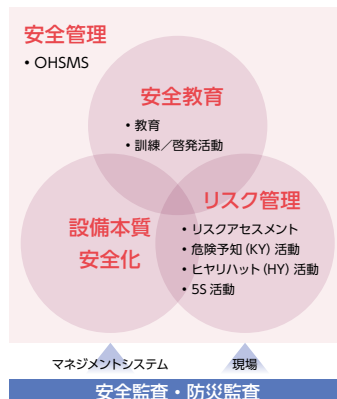 安全管理
• OHSMS
安全教育
• 教育
• 訓練／啓発活動
設備本質
安全化
リスク管理
• リスクアセスメント
• 危険予知（KY）活動
• ヒヤリハット（HY）活動
• 5S 活動
マネジメントシステム
現場
安全監査・防災監査